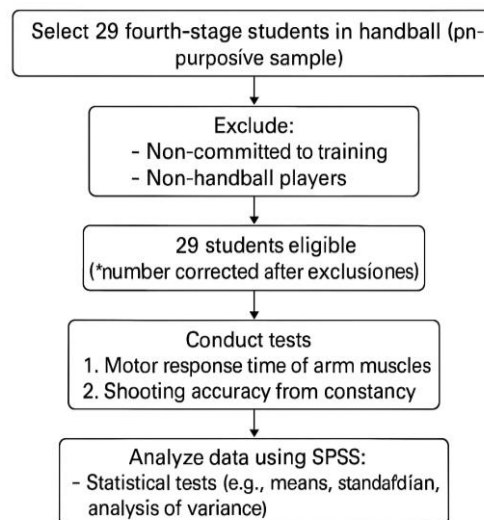 Select 29 fourth-stage students in handball (pn-
purposíve sample)
Exclude:
- Non-committed to training
- Non-handball players
29 students eligible
(*number corrected after exclusíones)
Conduct tests
1. Motor response time of arm muscles
2. Shooting accuracy from constancy
Analyze data using SPSS:
- Statistical tests (e.g., means, standafdían,
analysis of variance)